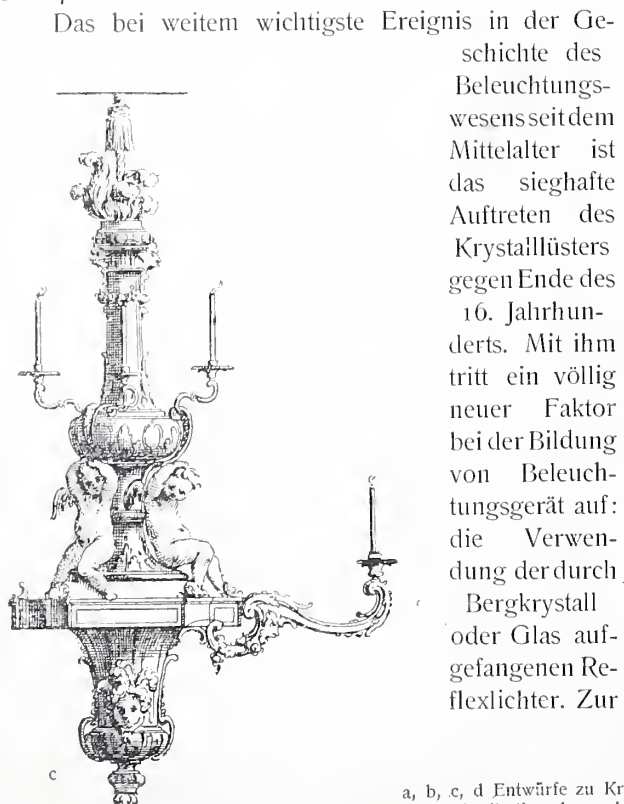 Das bei weitem wichtigste Ereignis in der Ge-
schichte des
Beleuchtungs-
wesens seit dem
Mittelalter ist
das sieghafte
Auftreten des
Krystalllüsters
gegen Ende des
16. Jahrhun-
derts. Mit ihm
tritt ein völlig
neuer Faktor
bei der Bildung
von Beleuch-
tungsgerät auf:
die Verwen-
dung der durch
Bergkrystall
oder Glas auf-
gefangenen Re-
flexlichter. Zur
c
a, b, c, d Entwürfe zu Kr